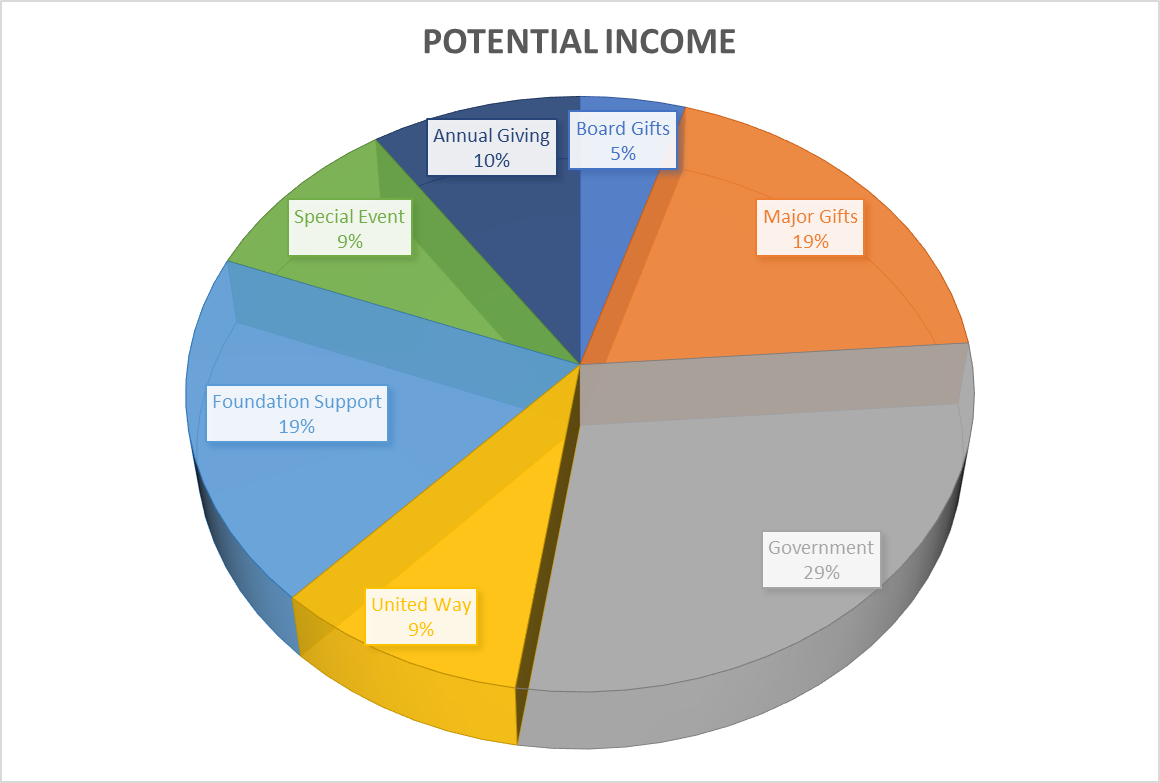 POTENTIAL INCOME
Annual Giving
10%
Board Gifts
5%
Major Gifts
19%
Special Event
9%
Foundation Support
19%
Government
29%
United Way
9%